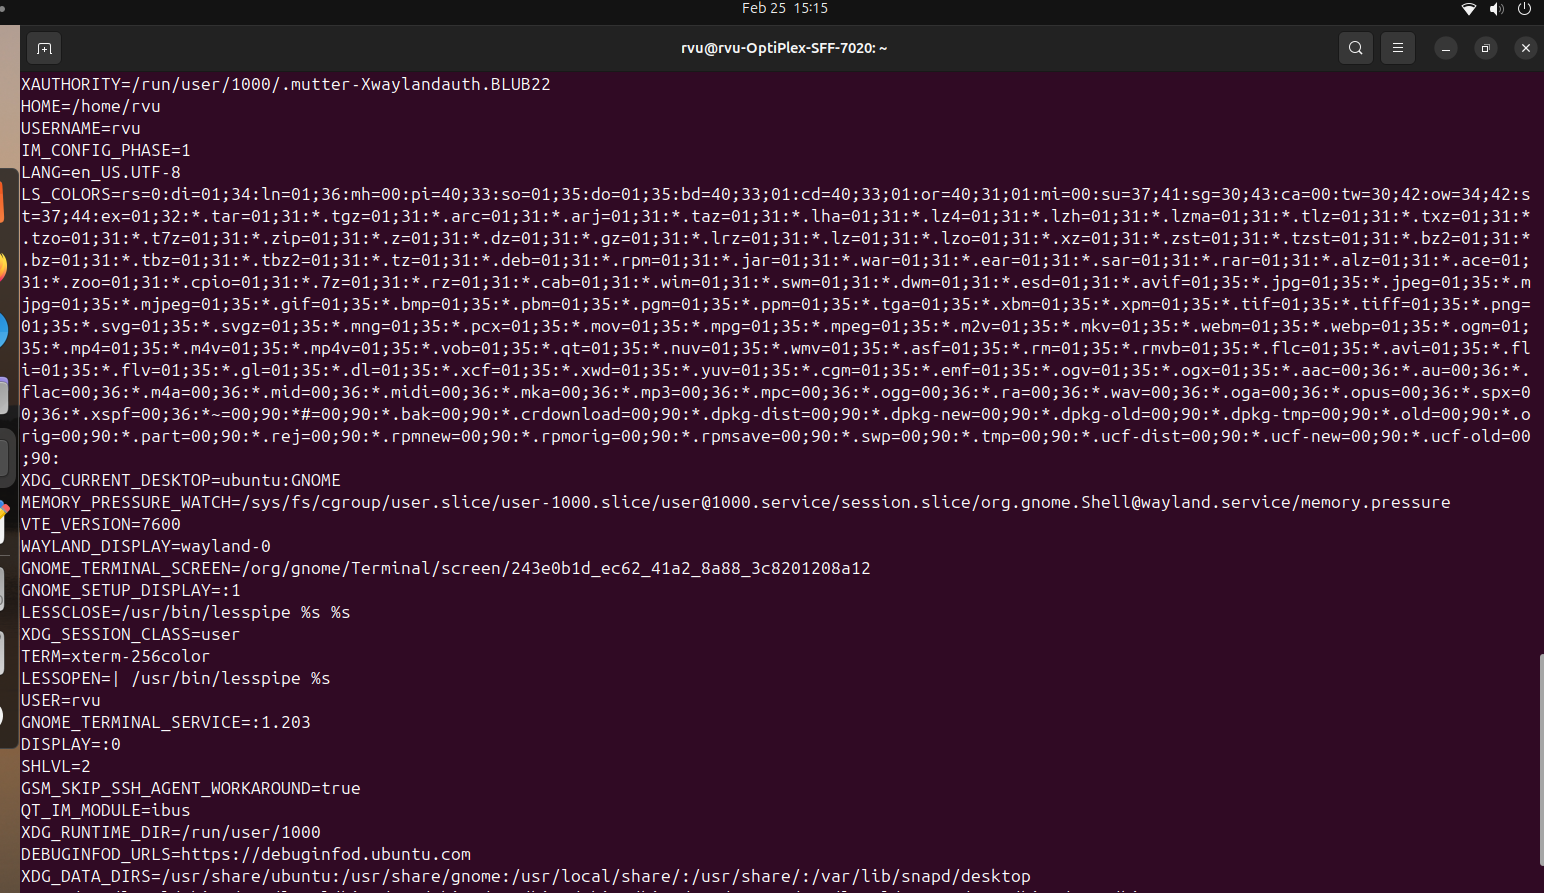 Feb 25 15:15
rvu@rvu-OptiPlex-SFF-7020: ~
XAUTHORITY=/run/user/1000/.mutter-Xwaylandauth.BLUB22
HOME=/home/rvu
USERNAME=rvu
IM_CONFIG_PHASE=1
LANG=en_US.UTF-8
LS_COLORS=rs=0:di=01;34:ln=01;36:mh=00:pi=40;33:so=01;35:do=01;35:bd=40;33;01:cd=40;33;01:or=40;31;01:mi=00:su=37;41:sg=30;43:ca=00:tw=30;42:ow=34;42:s
t=37;44:ex=01;32:*.tar=01;31:*.tgz=01;31:*.arc=01;31:*.arj=01;31:*.taz=01;31:*.lha=01;31:*.lz4=01;31:*.lzh=01;31:*.lzma=01;31:*.tlz=01;31:*.txz=01;31:*
.tzo=01;31:*.t7z=01;31:*.zip=01;31:*.z=01;31:*.dz=01;31:*.gz=01;31:*.lrz=01;31:*.lz=01;31:*.lzo=01;31:*.xz=01;31:*.zst=01;31:*.tzst=01;31:*.bz2=01;31:*
.bz=01;31:*.tbz=01;31:*.tbz2=01;31:*.tz=01;31:*.deb=01;31:*.rpm=01;31:*.jar=01;31:*.war=01;31:*.ear=01;31:*.sar=01;31:*.rar=01;31:*.alz=01;31:*.ace=01;
31:*.zoo=01;31:*.cpio=01;31:*.7z=01;31:*.rz=01;31:*.cab=01;31:*.wim=01;31:*.swm=01;31:*.dwm=01;31:*.esd=01;31:*.avif=01;35:*.jpg=01;35:*.jpeg=01;35:*.m
jpg=01;35:*.mjpeg=01;35:*.gif=01;35:*.bmp=01;35:*.pbm=01;35:*.pgm=01;35:*.ppm=01;35:*.tga=01;35:*.xbm=01;35:*.xpm=01;35:*.tif=01;35:*.tiff=01;35:*.png=
01;35:*.svg=01;35:*.svgz=01;35:*.mng=01;35:*.pcx=01;35:*.mov=01;35:*.mpg=01;35:*.mpeg=01;35:*.m2v=01;35:*.mkv=01;35:*.webm=01;35:*.webp=01;35:*.ogm=01;
35:*.mp4=01;35:*.m4v=01;35:*.mp4v=01;35:*.vob=01;35:*.qt=01;35:*.nuv=01;35:*.wmv=01;35:*.asf=01;35:*.rm=01;35:*.rmvb=01;35:*.flc=01;35:*.avi=01;35:*.fl
i=01;35:*.flv=01;35:*.gl=01;35:*.dl=01;35:*.xcf=01;35:*.xwd=01;35:*.yuv=01;35:*.cgm=01;35:*.emf=01;35:*.ogv=01;35:*.ogx=01;35:*.aac=00;36:*.au=00;36:*.
flac=00;36:*.m4a=00;36:*.mid=00;36:*.midi=00;36:*.mka=00;36:*.mp3=00;36:*.mpc=00;36:*.ogg=00;36:*.ra=00;36:*.wav=00;36:*.oga=00;36:*.opus=00;36:*.spx=0
0;36:*.xspf=00;36:*~=00;90:*#=00;90:*.bak=00;90:*.crdownload=00;90:*.dpkg-dist=00;90:*.dpkg-new=00;90:*.dpkg-old=00;90:*.dpkg-tmp=00;90:*.old=00;90:*.o
rig=00;90:*.part=00;90:*.rej=00;90:*.rpmnew=00;90:*.rpmorig=00;90:*.rpmsave=00;90:*.swp=00;90:*.tmp=00;90:*.ucf-dist=00;90:*.ucf-new=00;90:*.ucf-old=00
;90:
XDG_CURRENT_DESKTOP=ubuntu:GNOME
MEMORY_PRESSURE_WATCH=/sys/fs/cgroup/user.slice/user-1000.slice/user@1000.service/session.slice/org.gnome.Shell@wayland.service/memory.pressure
VTE_VERSION=7600
WAYLAND_DISPLAY=wayland-0
GNOME_TERMINAL_SCREEN=/org/gnome/Terminal/screen/243e0b1d_ec62_41a2_8a88_3c8201208a12
GNOME_SETUP_DISPLAY=:1
LESSCLOSE=/usr/bin/lesspipe %s %s
XDG_SESSION_CLASS=user
TERM=xterm-256color
LESSOPEN=| /usr/bin/lesspipe %s
USER=rvu
GNOME_TERMINAL_SERVICE=:1.203
DISPLAY=:0
SHLVL=2
GSM_SKIP_SSH_AGENT_WORKAROUND=true
QT_IM_MODULE=ibus
XDG_RUNTIME_DIR=/run/user/1000
DEBUGINFOD_URLS=https://debuginfod.ubuntu.com
XDG_DATA_DIRS=/usr/share/ubuntu:/usr/share/gnome:/usr/local/share/:/usr/share/:/var/lib/snapd/desktop